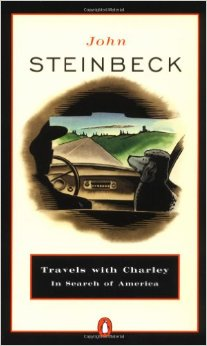 John
STEINBECK
Travels with Charley
In Search of America